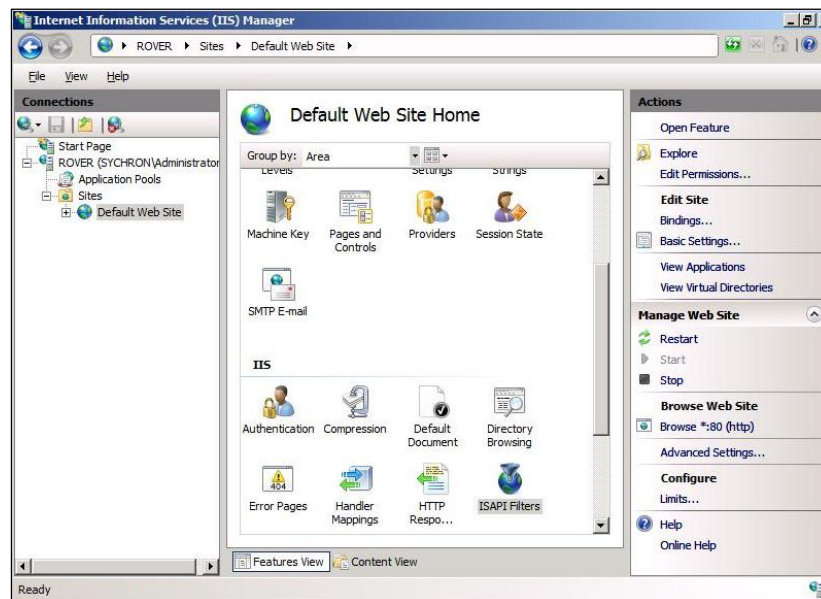 Internet Information Services (IIS) Manager
ROVER Sites Default Web Site
File View Help
Connections
Start Page
ROVER (SYCHRON\Administrator
Application Pools
Sites
Default Web Site
Default Web Site Home
Group by: Area
Levels Settings Strings
Machine Key Pages and Controls Providers Session State
SMTP E-mail
IIS
Authentication Compression Default Document Directory Browsing
404
Error Pages Handler Mappings HTTP Respo... ISAPI Filters
Features View Content View
Actions
Open Feature
Explore
Edit Permissions...
Edit Site
Bindings...
Basic Settings...
View Applications
View Virtual Directories
Manage Web Site
Restart
Start
Stop
Browse Web Site
Browse *:80 (http)
Advanced Settings...
Configure
Limits...
Help
Online Help
Ready